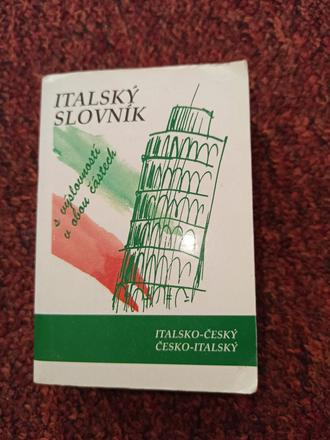 ITALSKÝ
SLOVNÍK
s výslovností
v obou částech
ITALSKO-ČESKÝ
ČESKO-ITALSKÝ